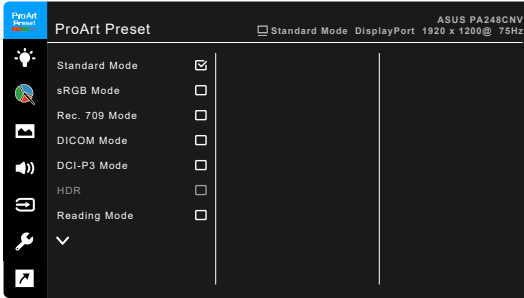 ProArt
Preset
ProArt Preset
ASUS PA248CNV
Standard Mode DisplayPort 1920 x 1200@ 75Hz
Standard Mode
sRGB Mode
Rec. 709 Mode
DICOM Mode
DCI-P3 Mode
HDR
Reading Mode